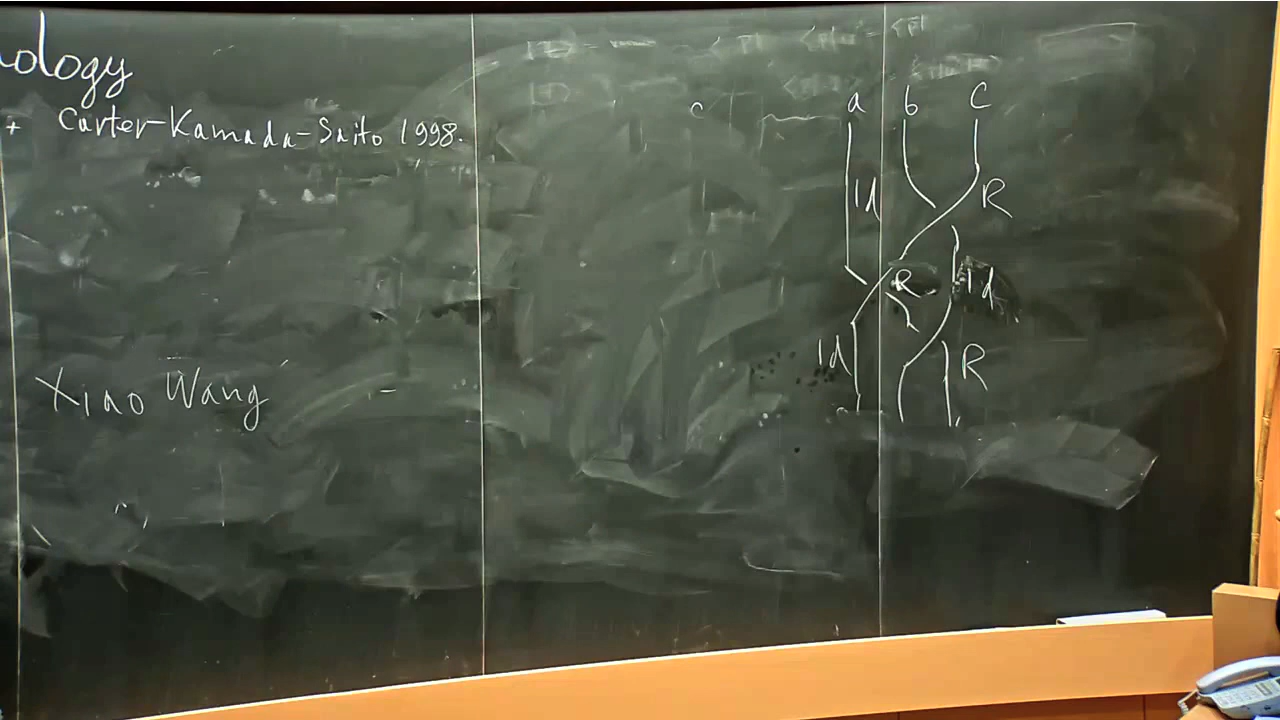 ology
+ Carter-Kamada-Saito 1998.
Xiao Wang
c
a b c
Id R
R Id
Id R